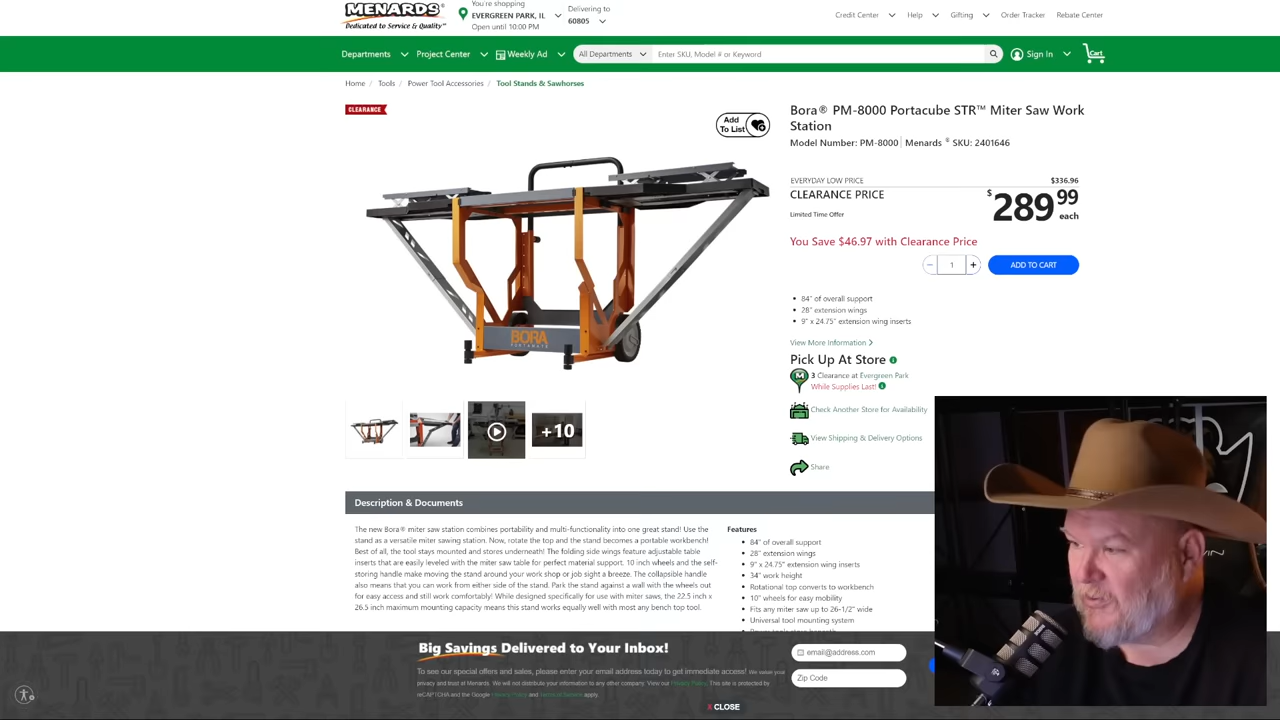 MENARDS®
Dedicated to Service & Quality™
You're shopping
EVERGREEN PARK, IL
Open until 10:00 PM
Delivering to
60805
Credit Center
Help
Gifting
Order Tracker
Rebate Center
Departments
Project Center
Weekly Ad
All Departments
Enter SKU, Model # or Keyword
Sign In
Cart
Home / Tools / Power Tool Accessories / Tool Stands & Sawhorses
CLEARANCE
Add
To List
BORA
PORTAMATE
+10
Bora® PM-8000 Portacube STR™ Miter Saw Work
Station
Model Number: PM-8000 Menards ® SKU: 2401646
EVERYDAY LOW PRICE $336.96
CLEARANCE PRICE
$289.99
each
Limited Time Offer
You Save $46.97 with Clearance Price
− 1 +
ADD TO CART
• 84" of overall support
• 28" extension wings
• 9" x 24.75" extension wing inserts
View More Information
Pick Up At Store
3 Clearance at Evergreen Park
While Supplies Last!
Check Another Store for Availability
View Shipping & Delivery Options
Share
Description & Documents
The new Bora® miter saw station combines portability and multi-functionality into one great stand! Use the
stand as a versatile miter sawing station. Now, rotate the top and the stand becomes a portable workbench!
Best of all, the tool stays mounted and stores underneath! The folding side wings feature adjustable table
inserts that are easily leveled with the miter saw table for perfect material support. 10 inch wheels and the self-
storing handle make moving the stand around your work shop or job sight a breeze. The collapsible handle
also means that you can work from either side of the stand. Park the stand against a wall with the wheels out
for easy access and still work comfortably! While designed specifically for use with miter saws, the 22.5 inch x
26.5 inch maximum mounting capacity means this stand works equally well with most any bench top tool.
Features
• 84" of overall support
• 28" extension wings
• 9" x 24.75" extension wing inserts
• 34" work height
• Rotational top converts to workbench
• 10" wheels for easy mobility
• Fits any miter saw up to 26-1/2" wide
• Universal tool mounting system
Big Savings Delivered to Your Inbox!
To see our special offers and sales, please enter your email address today to get immediate access! We value your
privacy and trust at Menards. We will not distribute your information to any other company. View our Privacy Policy. This site is protected by
reCAPTCHA and the Google Privacy Policy and Terms of Service apply.
email@address.com
Zip Code
X CLOSE